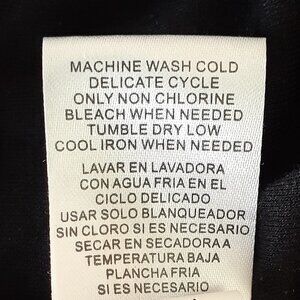 MACHINE WASH COLD
DELICATE CYCLE
ONLY NON CHLORINE
BLEACH WHEN NEEDED
TUMBLE DRY LOW
COOL IRON WHEN NEEDED
LAVAR EN LAVADORA
CON AGUA FRIA EN EL
CICLO DELICADO
USAR SOLO BLANQUEADOR
SIN CLORO SI ES NECESARIO
SECAR EN SECADORA A
TEMPERATURA BAJA
PLANCHA FRIA
SI ES NECESARIO